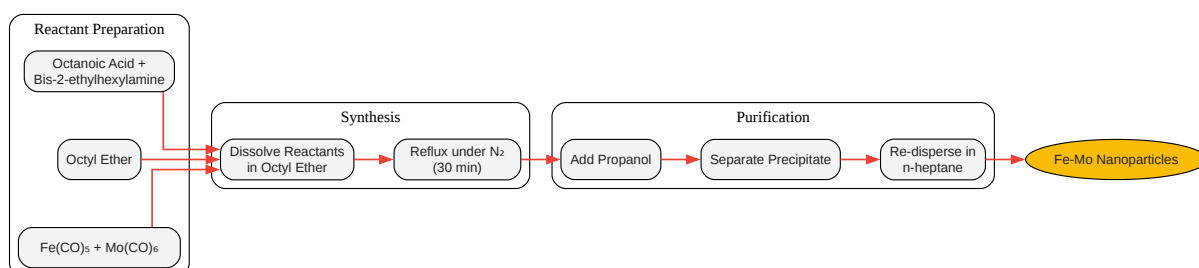 Reactant Preparation
Octanoic Acid +
Bis-2-ethylhexylamine
Octyl Ether
Fe(CO)₅ + Mo(CO)₆
Synthesis
Dissolve Reactants
in Octyl Ether
Reflux under N₂
(30 min)
Purification
Add Propanol
Separate Precipitate
Re-disperse in
n-heptane
Fe-Mo Nanoparticles